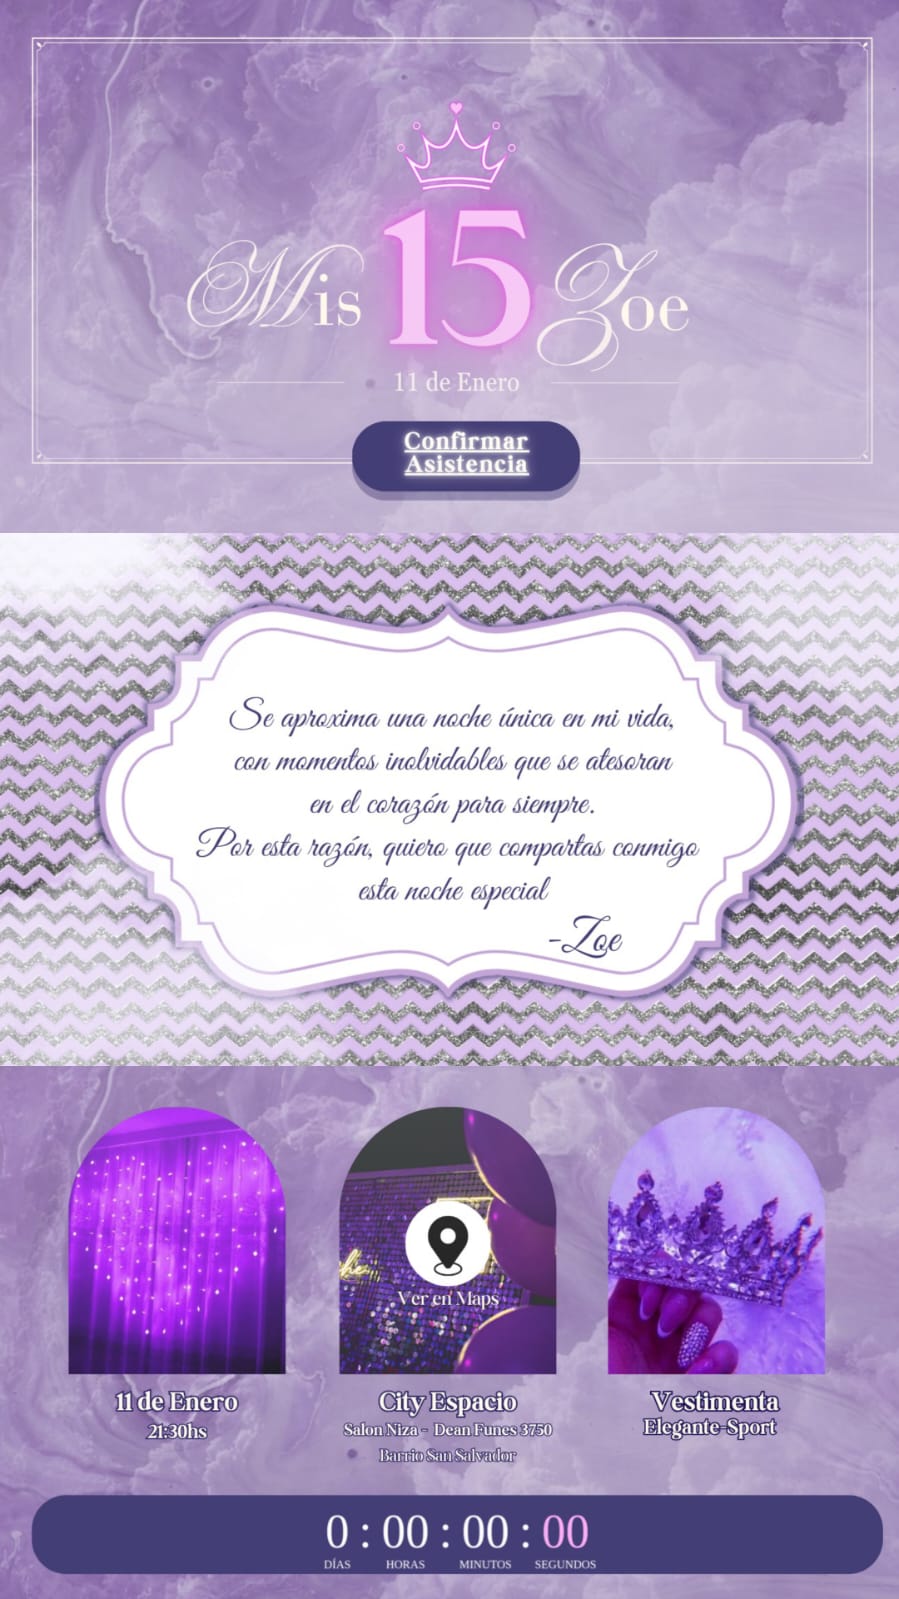 Mis 15 Zoe
11 de Enero
Confirmar
Asistencia
Se aproxima una noche única en mi vida,
con momentos inolvidables que se atesoran
en el corazón para siempre.
Por esta razón, quiero que compartas conmigo
esta noche especial
-Zoe
Ver en Maps
11 de Enero
21:30hs
City Espacio
Salon Niza - Dean Funes 3750
Barrio San Salvador
Vestimenta
Elegante-Sport
0 : 00 : 00 : 00
DÍAS HORAS MINUTOS SEGUNDOS